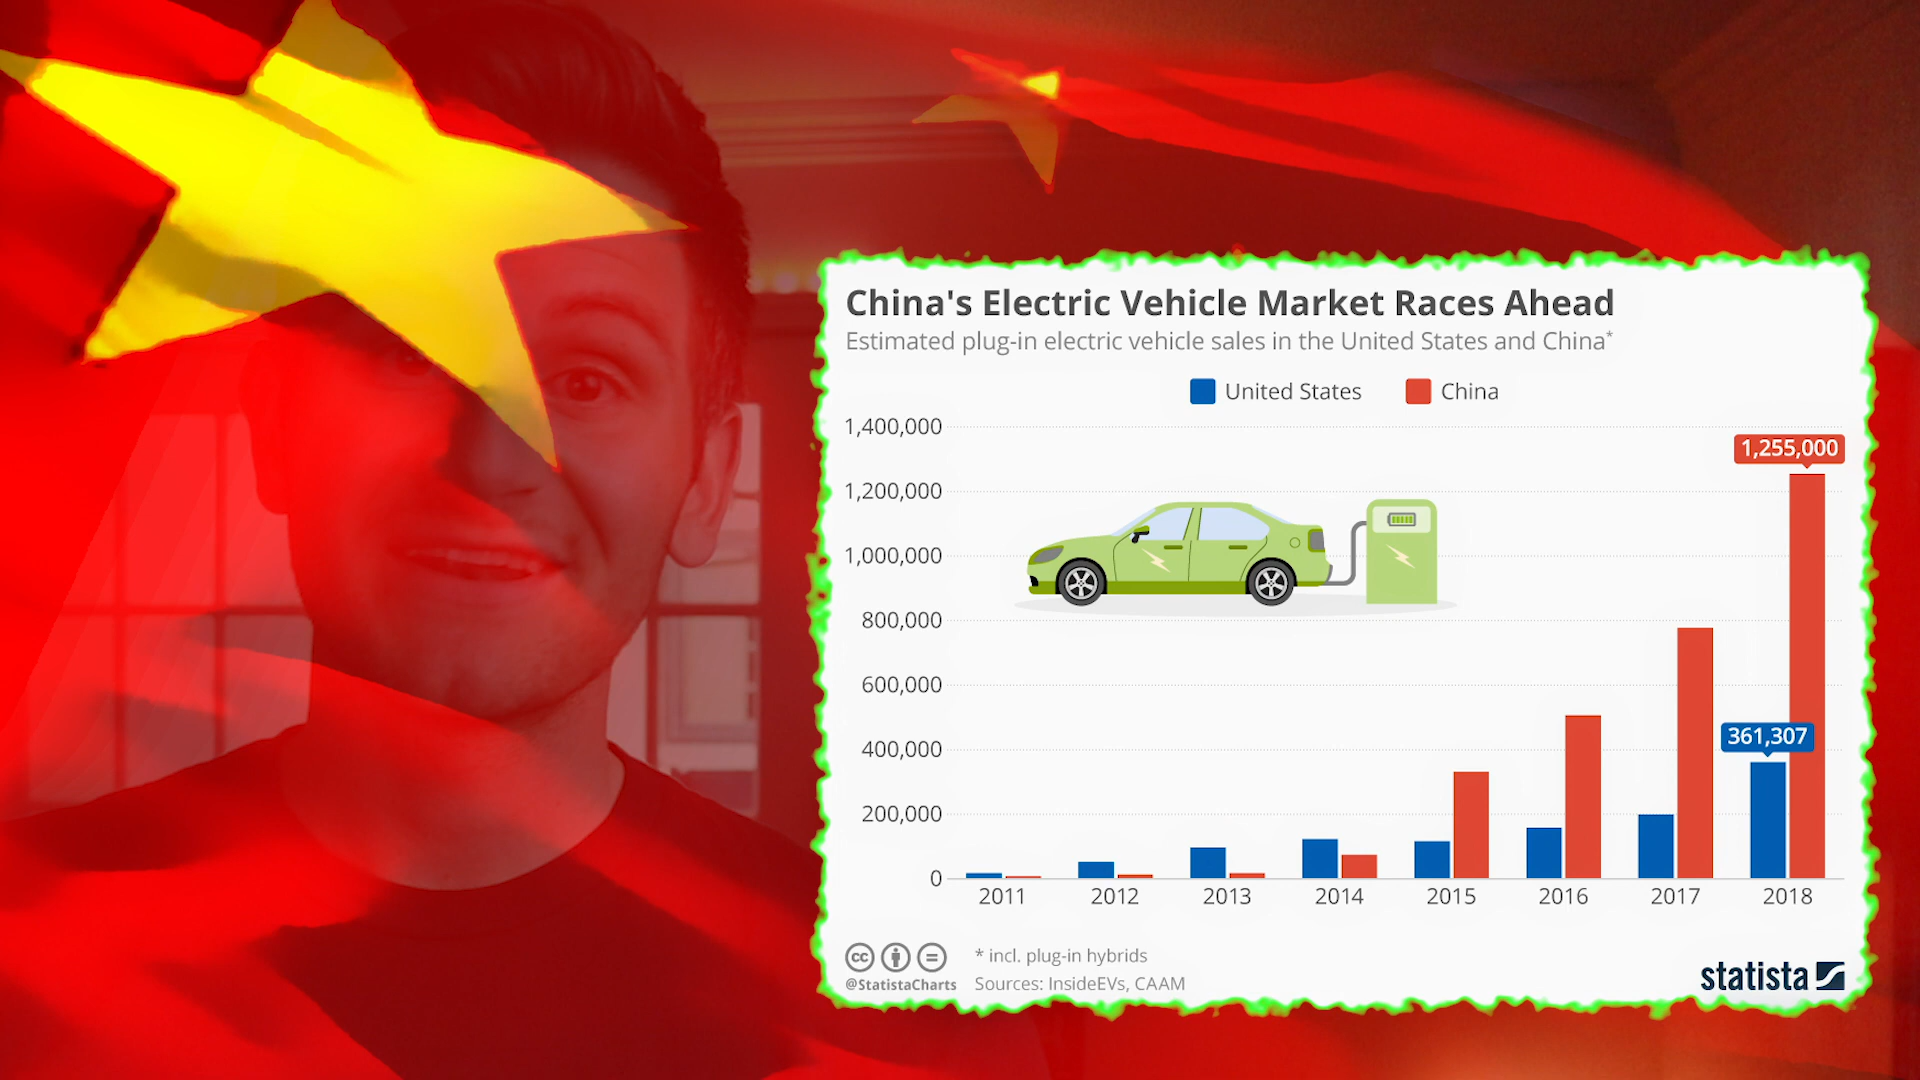 China's Electric Vehicle Market Races Ahead
Estimated plug-in electric vehicle sales in the United States and China*
United States China
1,400,000
1,200,000
1,000,000
800,000
600,000
400,000
200,000
0
1,255,000
361,307
2011 2012 2013 2014 2015 2016 2017 2018
cc
@StatistaCharts
* incl. plug-in hybrids
Sources: InsideEVs, CAAM
statista